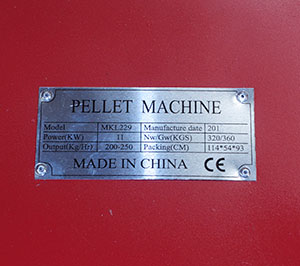 PELLET MACHINE
Model MKL229 Manufacture date 201
Power(KW) 11 Nw/Gw(KGS) 320/360
Output(Kg/Hr) 200-250 Packing(CM) 114*54*93
MADE IN CHINA CE